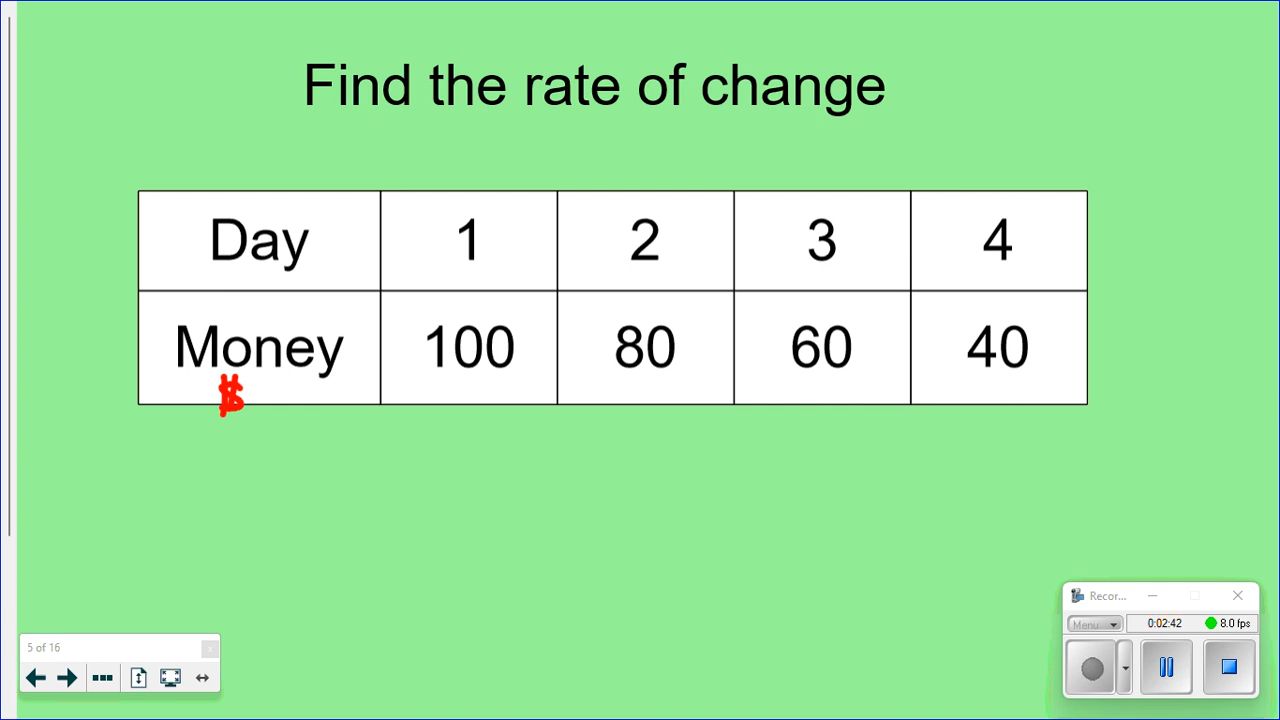 Find the rate of change
Day 1 2 3 4
Money 100 80 60 40
$
5 of 16
Recor...
Menu 0:02:42 8.0 fps